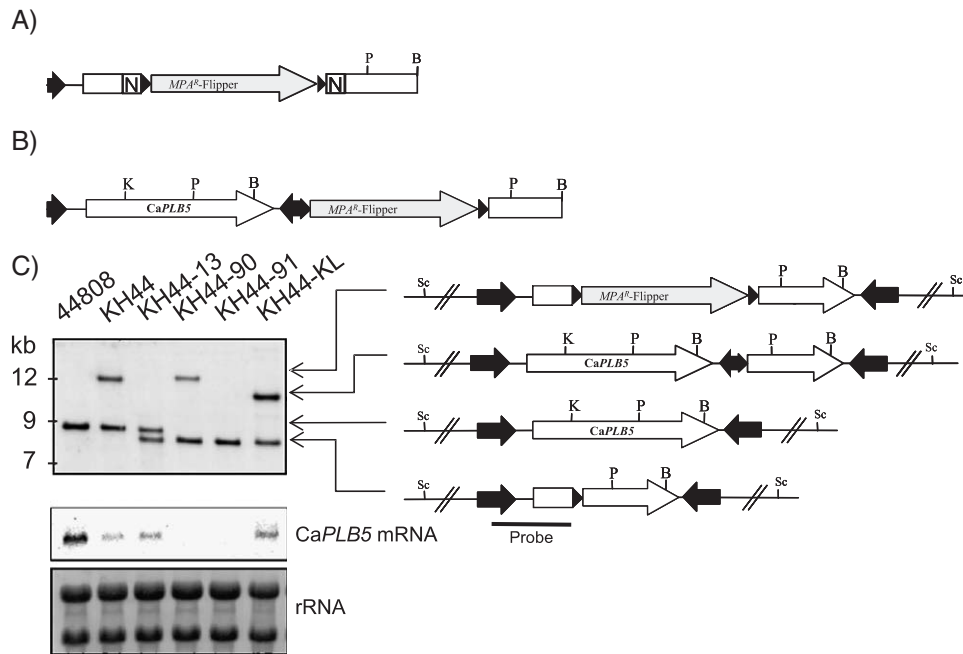 A)
P B
N MPAR-Flipper N
B)
K P B P B
CaPLB5 MPAR-Flipper
C)
44808 KH44 KH44-13 KH44-90 KH44-91 KH44-KL
kb
12
9
7
Sc P B Sc
MPAR-Flipper
Sc K P B P B Sc
CaPLB5
Sc K P B Sc
CaPLB5
Sc P B Sc
Probe
CaPLB5 mRNA
rRNA